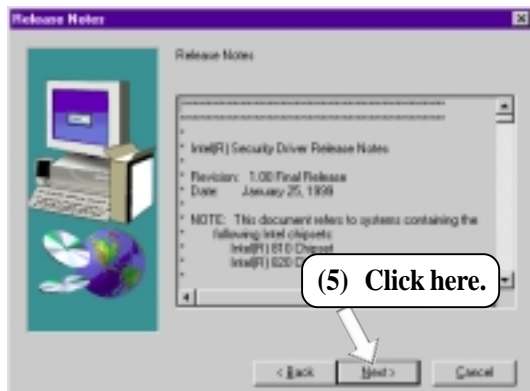 Release Notes
Release Notes
================================================
================================================
*
* Intel(R) Security Driver Release Notes
*
* Revision: 1.00 Final Release
* Date: January 25, 1999
*
* NOTE: This document refers to systems containing the
* following Intel chipsets:
* Intel(R) 810 Chipset
* Intel(R) 820
*
(5) Click here.
< Back Next > Cancel